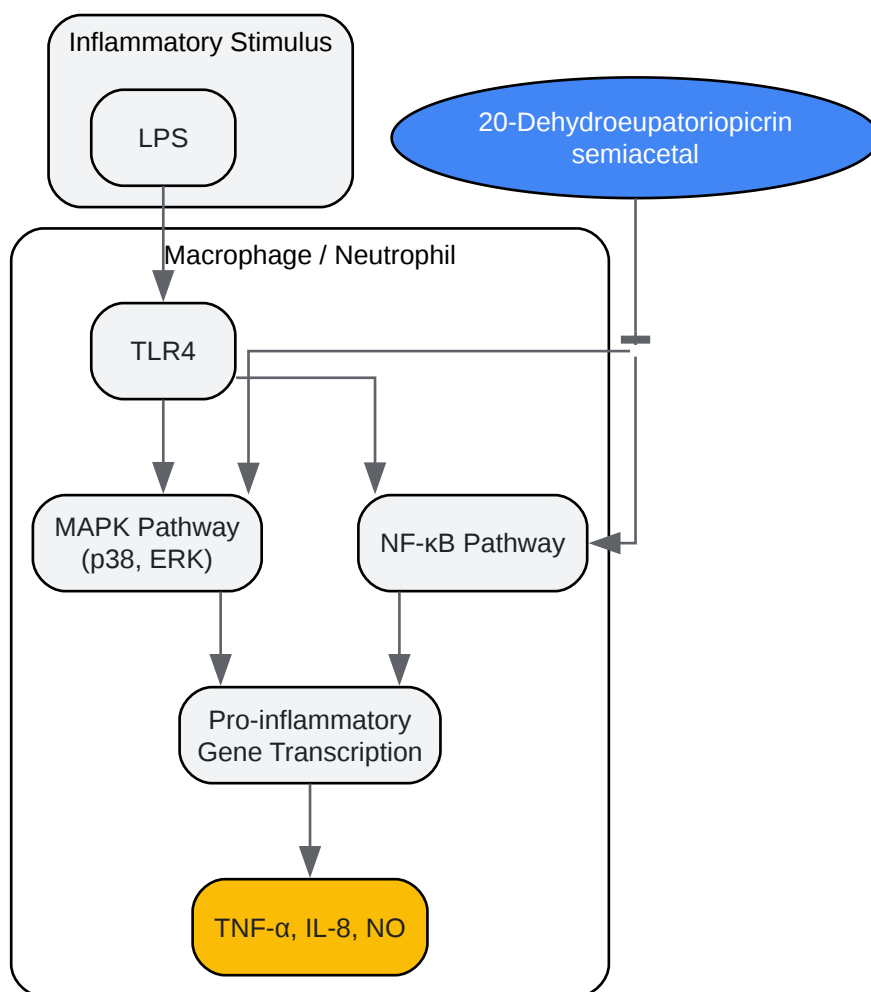 Inflammatory Stimulus
LPS
20-Dehydroeupatoriopicrin
semiacetal
Macrophage / Neutrophil
TLR4
MAPK Pathway
(p38, ERK)
NF-κB Pathway
Pro-inflammatory
Gene Transcription
TNF-α, IL-8, NO